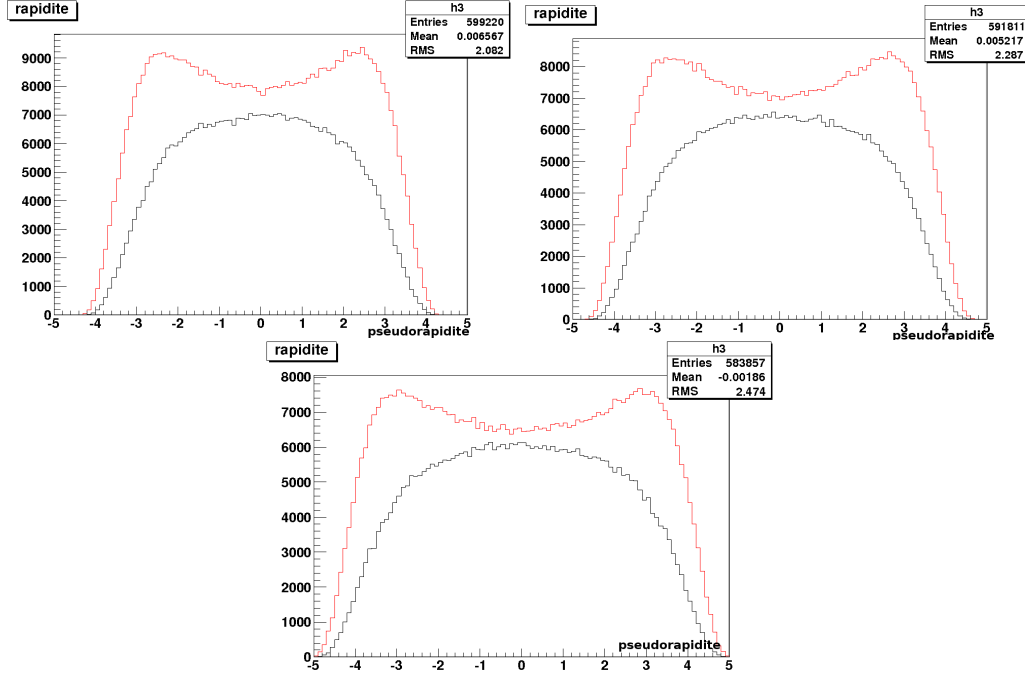 rapidite
h3
Entries 599220
Mean 0.006567
RMS 2.082
9000
8000
7000
6000
5000
4000
3000
2000
1000
0
-5 -4 -3 -2 -1 0 1 2 3 4 5
pseudorapidite
rapidite
h3
Entries 591811
Mean 0.005217
RMS 2.287
8000
7000
6000
5000
4000
3000
2000
1000
0
-5 -4 -3 -2 -1 0 1 2 3 4 5
pseudorapidite
rapidite
h3
Entries 583857
Mean -0.00186
RMS 2.474
8000
7000
6000
5000
4000
3000
2000
1000
0
pseudorapidite
-5 -4 -3 -2 -1 0 1 2 3 4 5